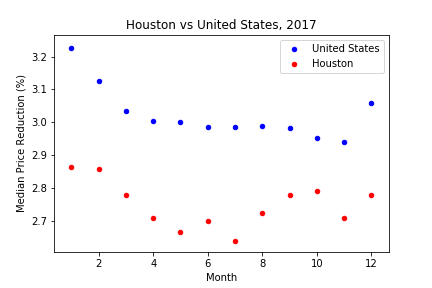 Houston vs United States, 2017
United States
Houston
Median Price Reduction (%)
3.2
3.1
3.0
2.9
2.8
2.7
2 4 6 8 10 12
Month